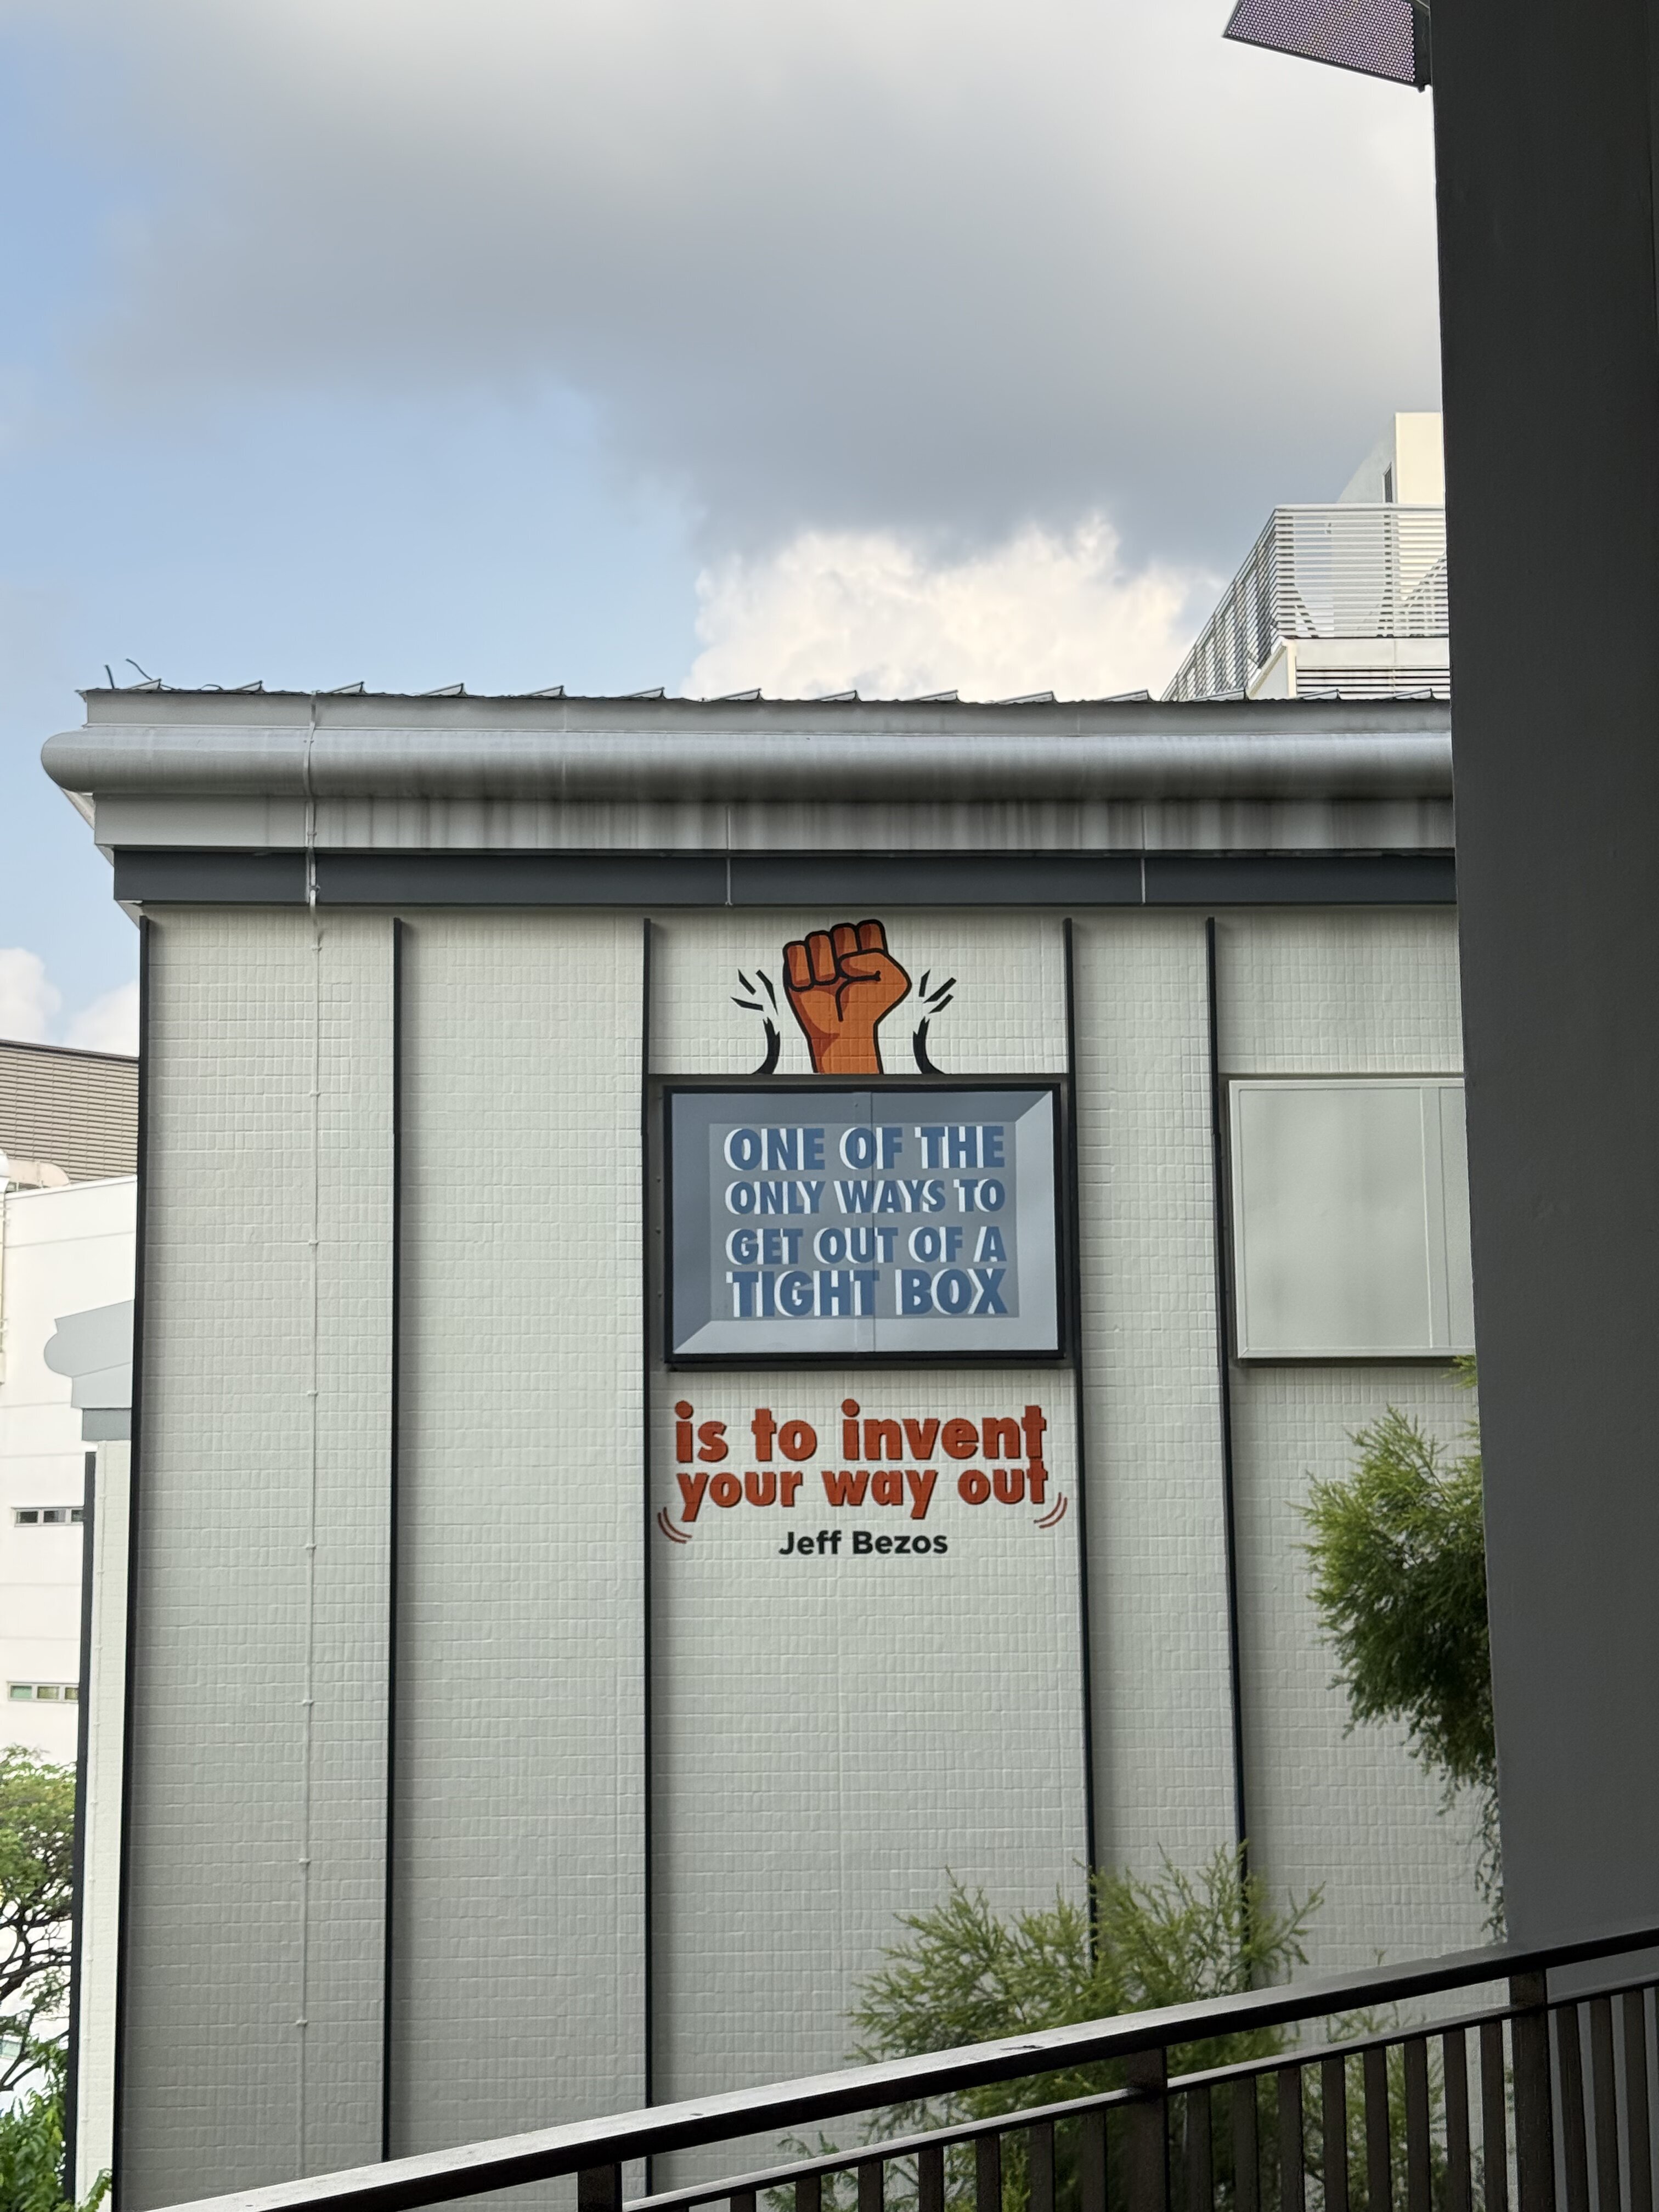 ONE OF THE
ONLY WAYS TO
GET OUT OF A
TIGHT BOX
is to invent
your way out
Jeff Bezos